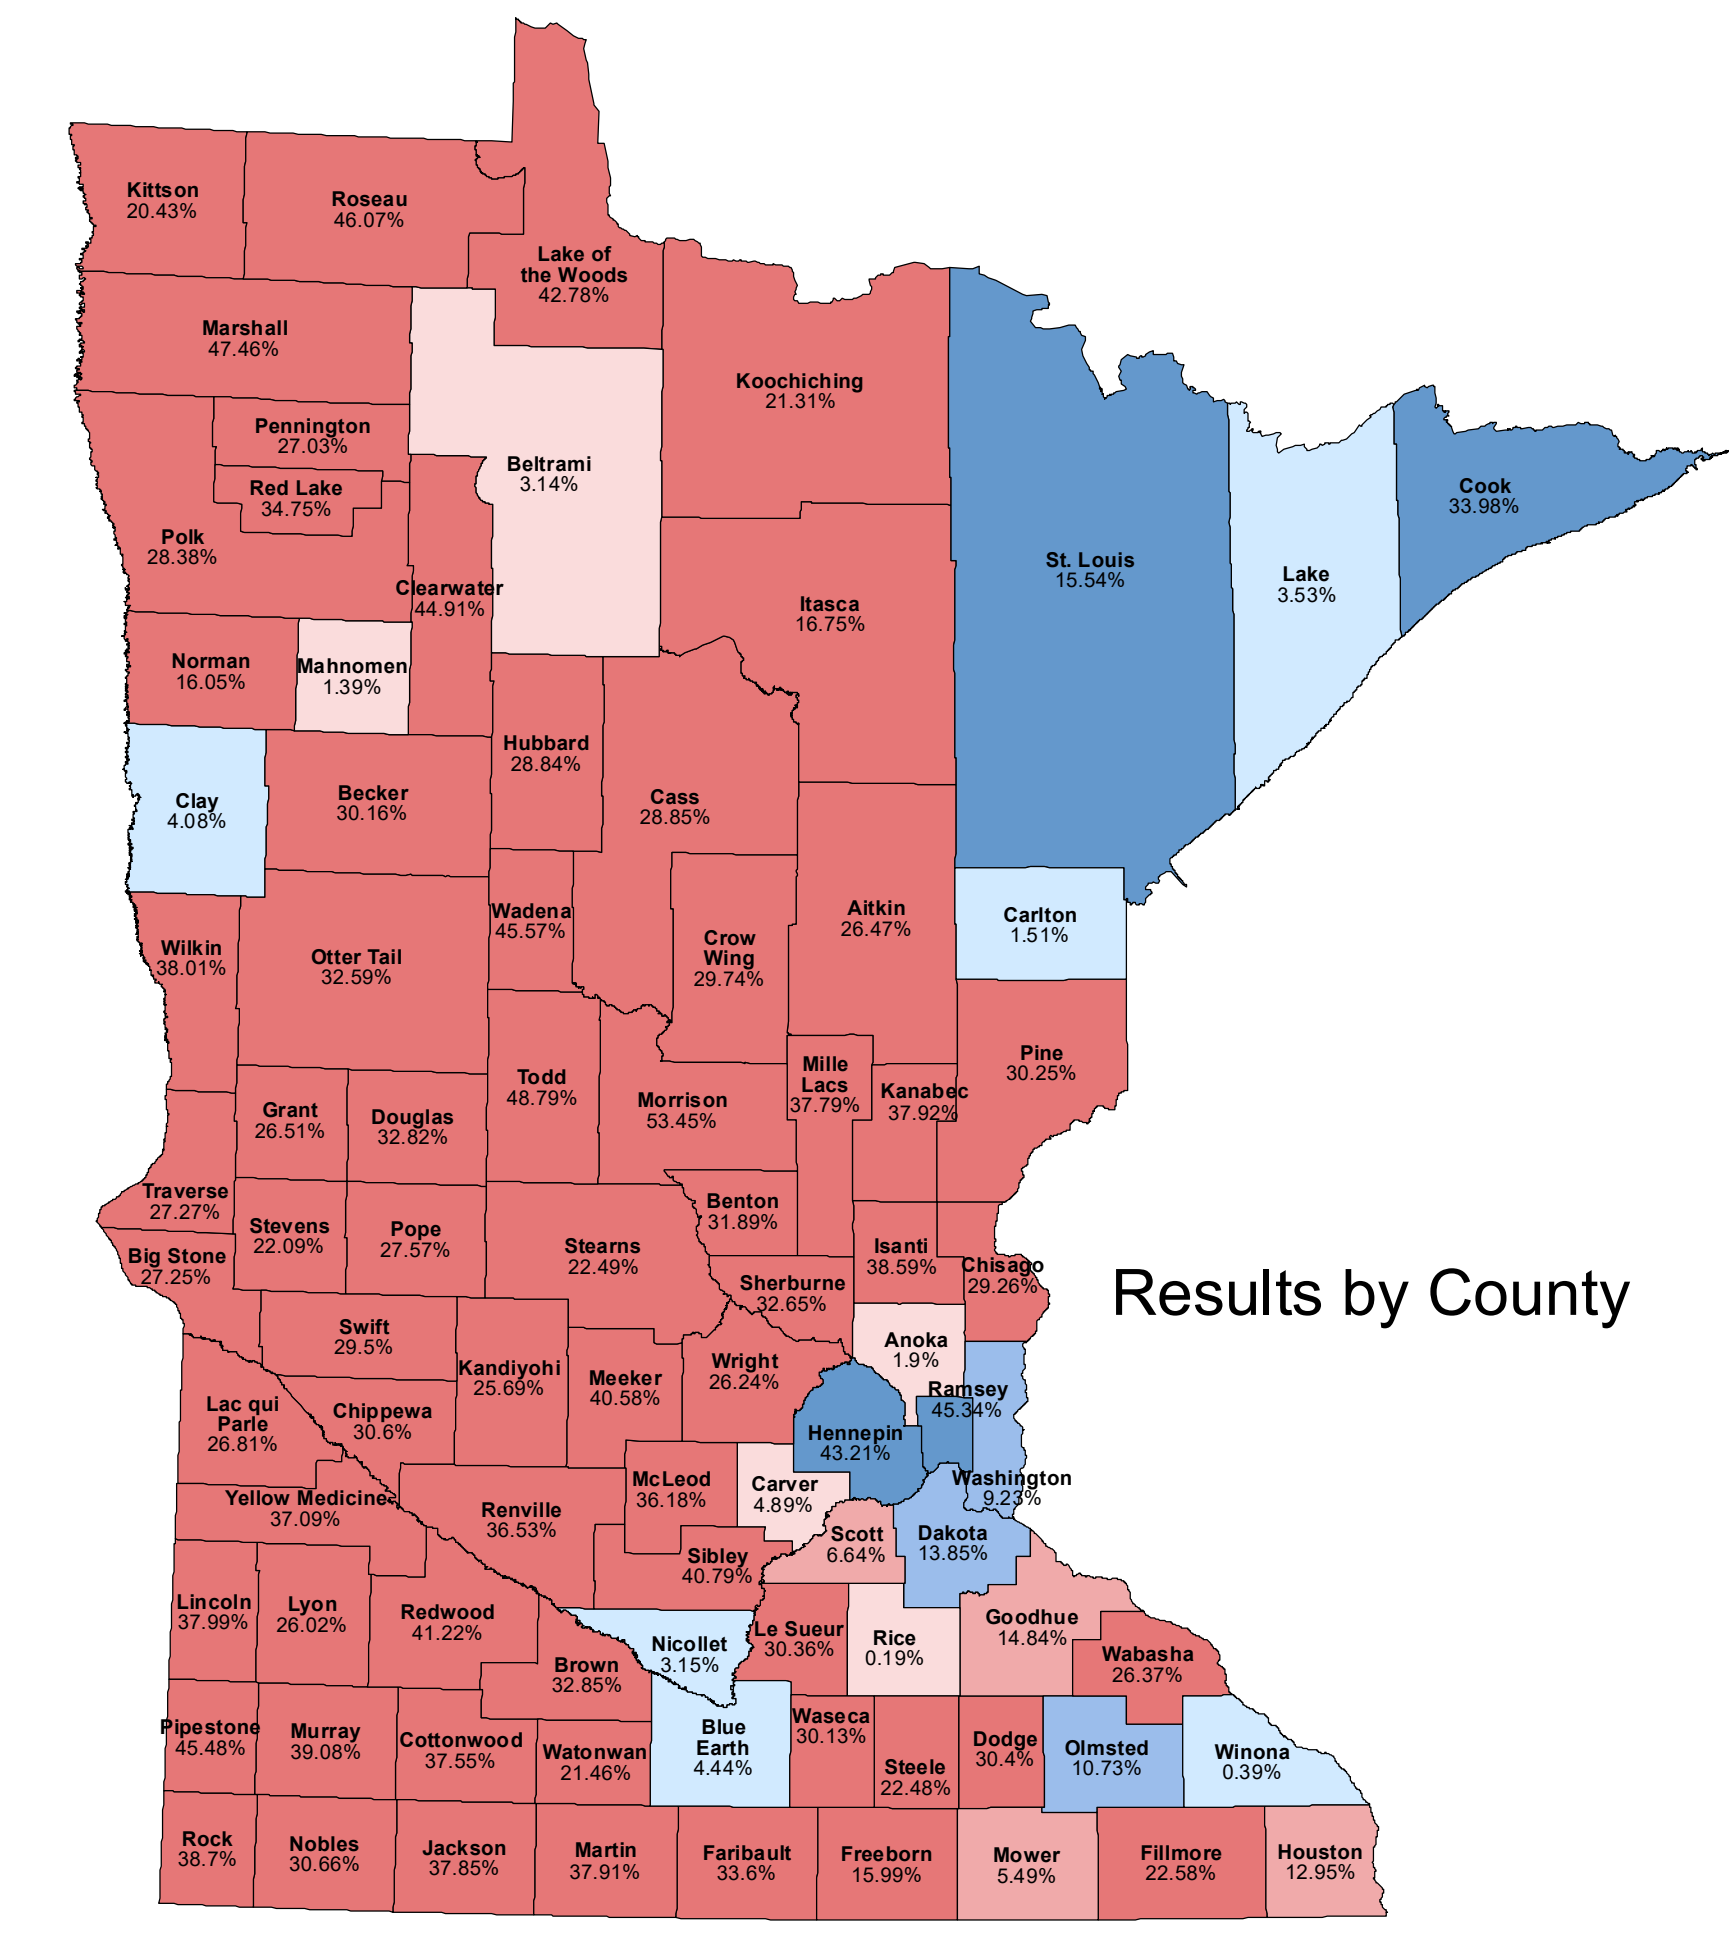 Kittson
20.43%
Roseau
46.07%
Lake of
the Woods
42.78%
Marshall
47.46%
Koochiching
21.31%
Pennington
27.03%
Beltrami
3.14%
Red Lake
34.75%
Cook
33.98%
Polk
28.38%
St. Louis
15.54%
Lake
3.53%
Clearwater
44.91%
Itasca
16.75%
Norman
16.05%
Mahnomen
1.39%
Hubbard
28.84%
Clay
4.08%
Becker
30.16%
Cass
28.85%
Wadena
45.57%
Aitkin
26.47%
Carlton
1.51%
Wilkin
38.01%
Otter Tail
32.59%
Crow
Wing
29.74%
Pine
30.25%
Mille
Lacs
37.79%
Todd
48.79%
Kanabec
37.92%
Morrison
53.45%
Grant
26.51%
Douglas
32.82%
Traverse
27.27%
Benton
31.89%
Stevens
22.09%
Pope
27.57%
Stearns
22.49%
Isanti
38.59%
Big Stone
27.25%
Chisago
29.26%
Sherburne
32.65%
Results by County
Swift
29.5%
Anoka
1.9%
Kandiyohi
25.69%
Meeker
40.58%
Wright
26.24%
Ramsey
45.34%
Lac qui
Parle
26.81%
Chippewa
30.6%
Hennepin
43.21%
McLeod
36.18%
Carver
4.89%
Washington
9.23%
Yellow Medicine
37.09%
Renville
36.53%
Scott
6.64%
Dakota
13.85%
Sibley
40.79%
Lincoln
37.99%
Lyon
26.02%
Redwood
41.22%
Nicollet
3.15%
Le Sueur
30.36%
Rice
0.19%
Goodhue
14.84%
Wabasha
26.37%
Brown
32.85%
Pipestone
45.48%
Murray
39.08%
Cottonwood
37.55%
Watonwan
21.46%
Blue
Earth
4.44%
Waseca
30.13%
Steele
22.48%
Dodge
30.4%
Olmsted
10.73%
Winona
0.39%
Rock
38.7%
Nobles
30.66%
Jackson
37.85%
Martin
37.91%
Faribault
33.6%
Freeborn
15.99%
Mower
5.49%
Fillmore
22.58%
Houston
12.95%